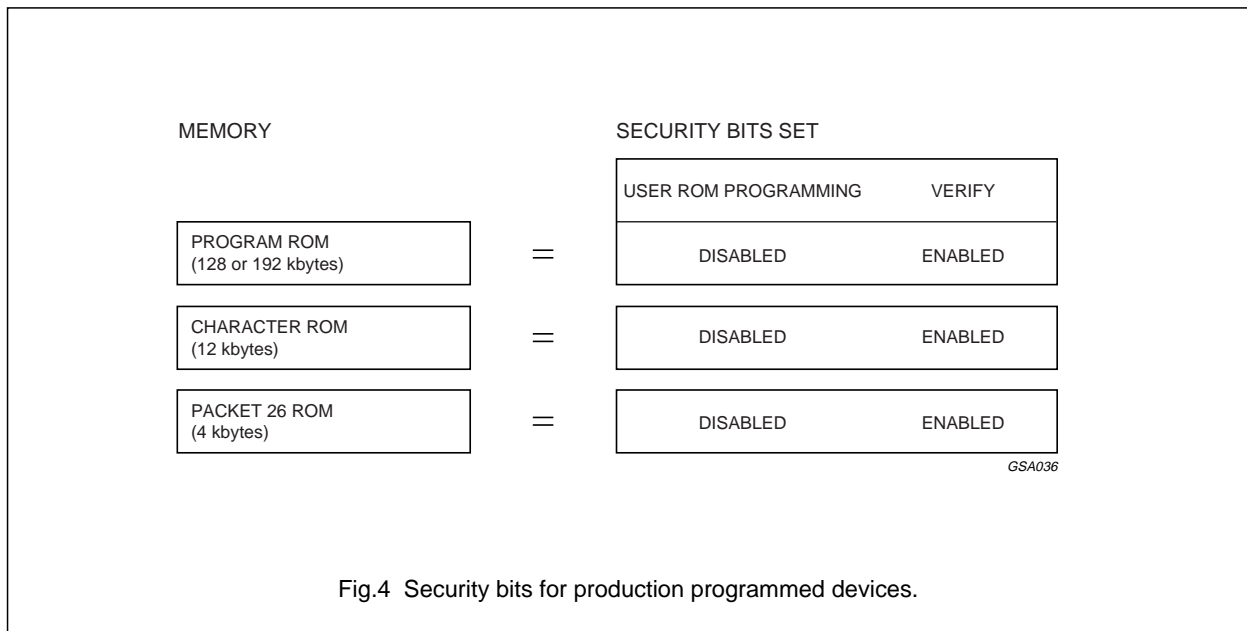 MEMORY SECURITY BITS SET
USER ROM PROGRAMMING VERIFY
PROGRAM ROM
(128 or 192 kbytes)
= DISABLED ENABLED
CHARACTER ROM
(12 kbytes)
= DISABLED ENABLED
PACKET 26 ROM
(4 kbytes)
= DISABLED ENABLED
GSA036
Fig.4 Security bits for production programmed devices.